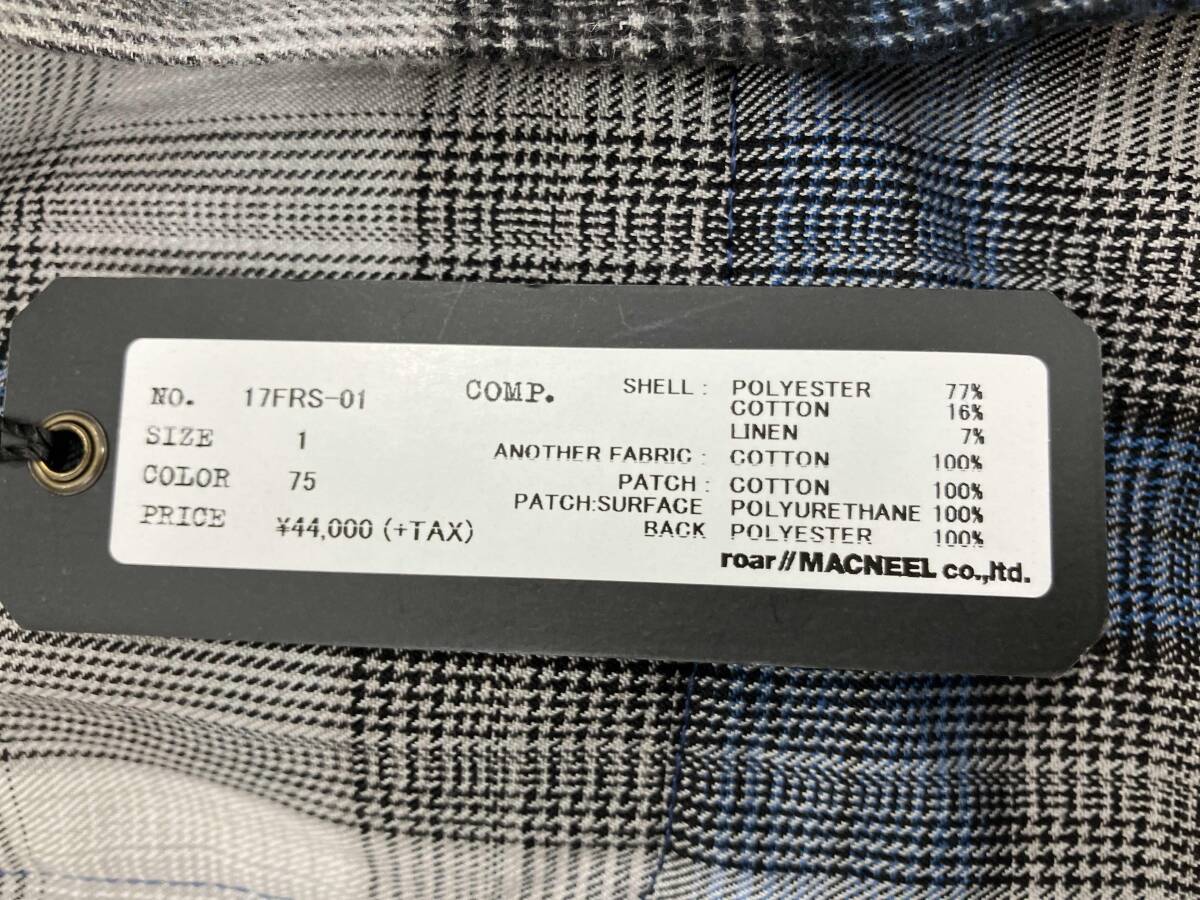 NO. 17FRS-01
SIZE 1
COLOR 75
PRICE ¥44,000 (+TAX)
COMP. SHELL : POLYESTER 77%
COTTON 16%
LINEN 7%
ANOTHER FABRIC : COTTON 100%
PATCH : COTTON 100%
PATCH:SURFACE POLYURETHANE 100%
BACK POLYESTER 100%
roar//MACNEEL co.,ltd.